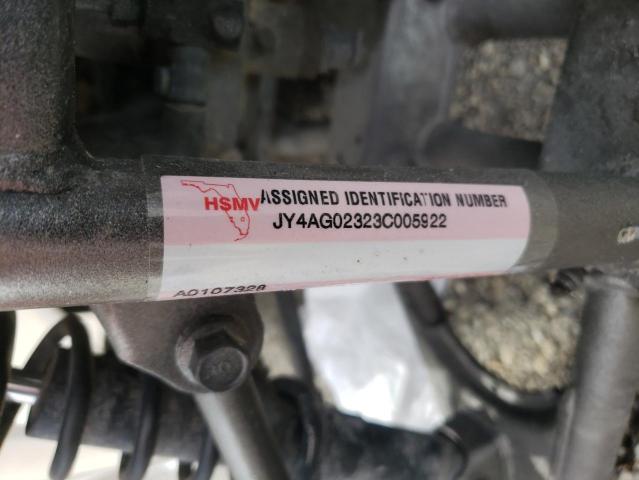 HSMV ASSIGNED IDENTIFICATION NUMBER
JY4AG02323C005922
A0107328